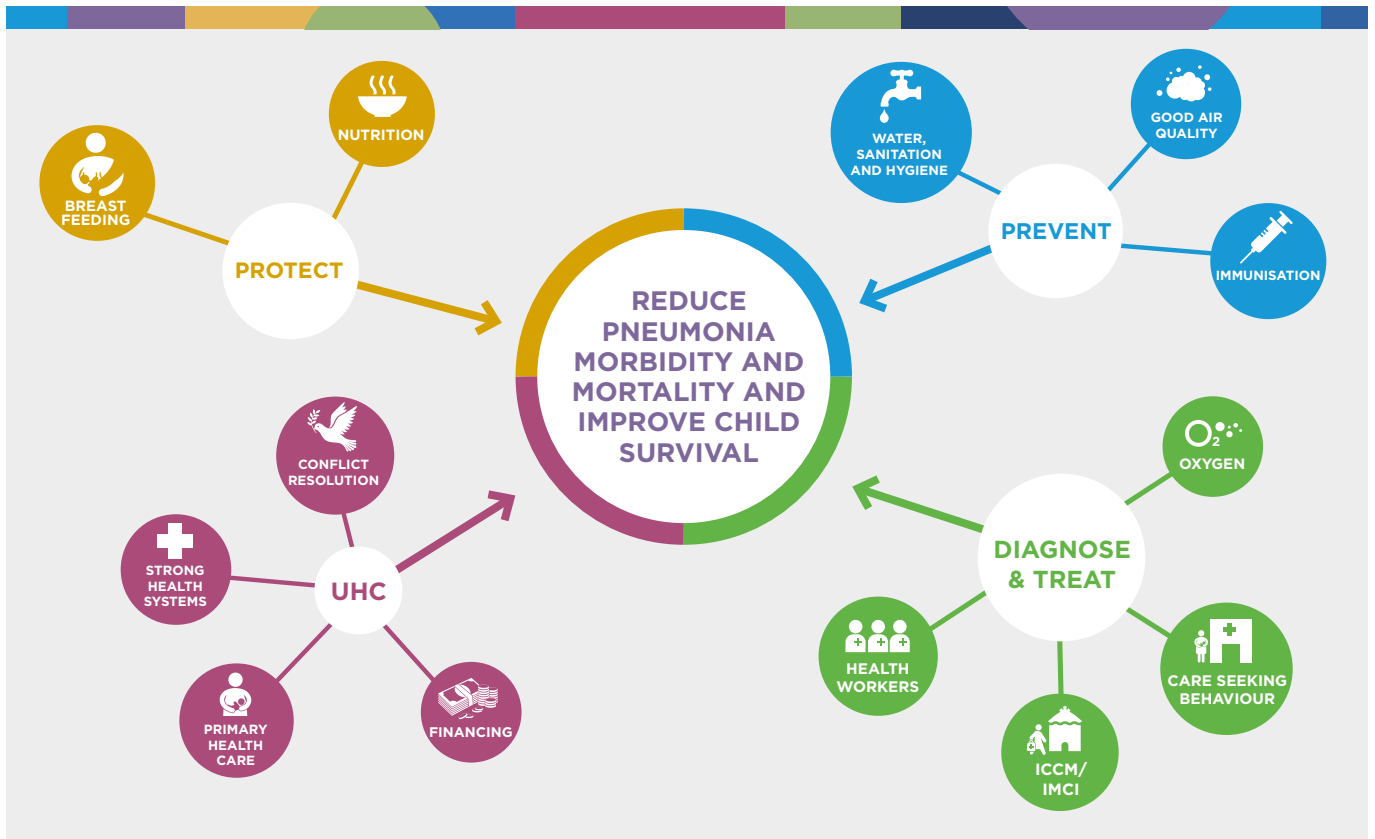 NUTRITION
BREAST
FEEDING
PROTECT
WATER,
SANITATION
AND HYGIENE
GOOD AIR
QUALITY
PREVENT
IMMUNISATION
REDUCE
PNEUMONIA
MORBIDITY AND
MORTALITY AND
IMPROVE CHILD
SURVIVAL
CONFLICT
RESOLUTION
STRONG
HEALTH
SYSTEMS
UHC
PRIMARY
HEALTH
CARE
FINANCING
O2
OXYGEN
DIAGNOSE
& TREAT
HEALTH
WORKERS
CARE SEEKING
BEHAVIOUR
ICCM/
IMCI